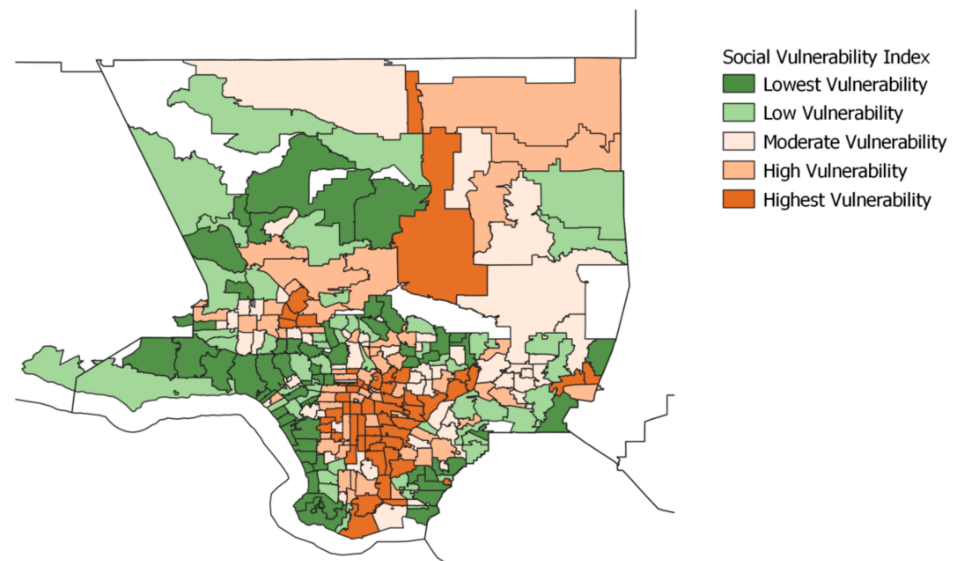 Social Vulnerability Index
Lowest Vulnerability
Low Vulnerability
Moderate Vulnerability
High Vulnerability
Highest Vulnerability